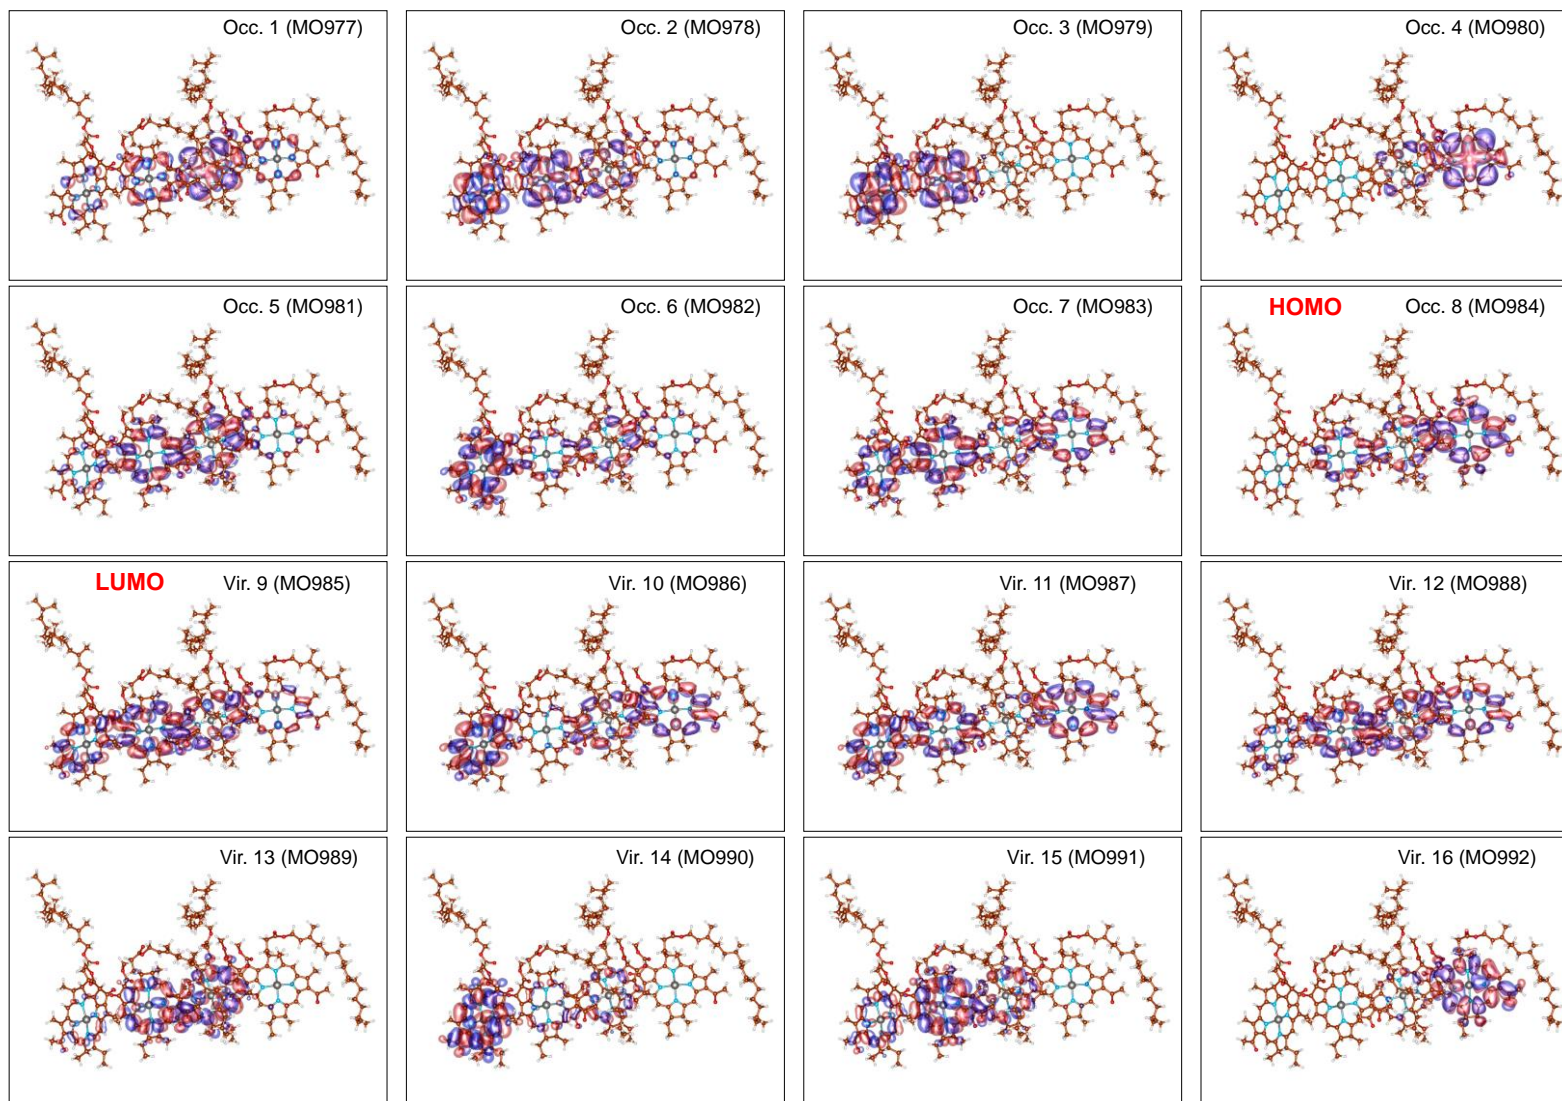 Occ. 1 (MO977)
Occ. 2 (MO978)
Occ. 3 (MO979)
Occ. 4 (MO980)
Occ. 5 (MO981)
Occ. 6 (MO982)
Occ. 7 (MO983)
HOMO Occ. 8 (MO984)
LUMO Vir. 9 (MO985)
Vir. 10 (MO986)
Vir. 11 (MO987)
Vir. 12 (MO988)
Vir. 13 (MO989)
Vir. 14 (MO990)
Vir. 15 (MO991)
Vir. 16 (MO992)